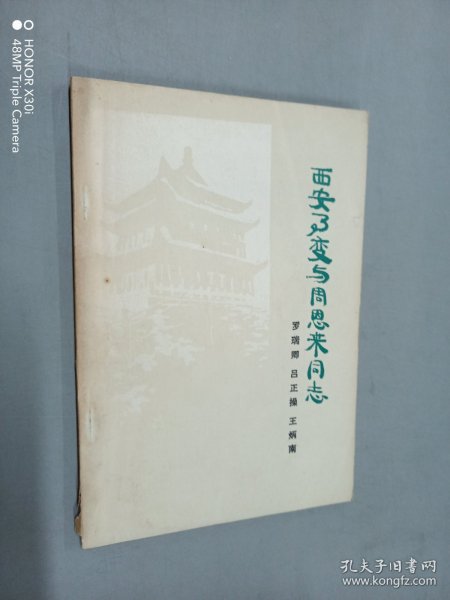 HONOR X30i
48MP Triple Camera
西安事变与周恩来同志
罗瑞卿 吕正操 王炳南
孔夫子旧书网
www.kongfz.com